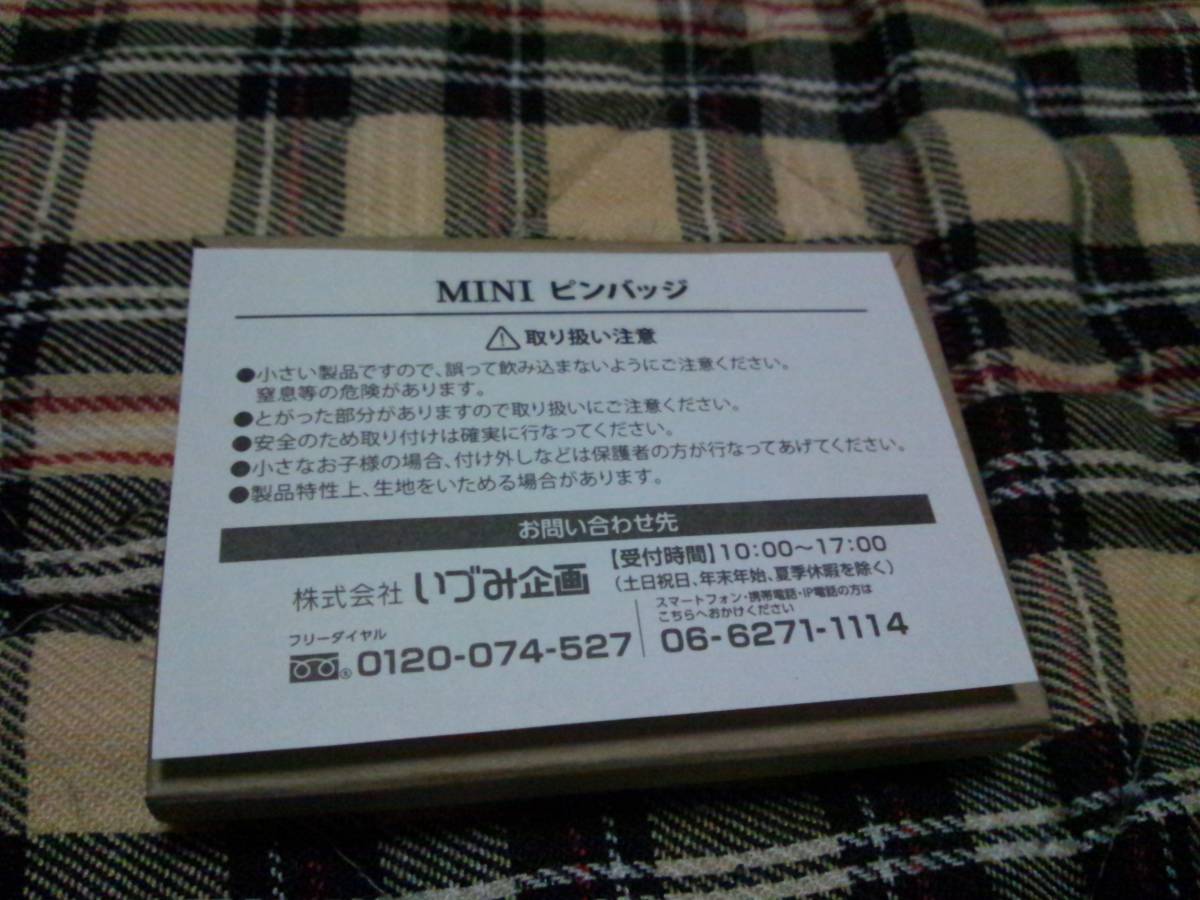 MINI ピンバッジ
取り扱い注意
●小さい製品ですので、誤って飲み込まないようにご注意ください。
窒息等の危険があります。
●とがった部分がありますので取り扱いにご注意ください。
●安全のため取り付けは確実に行なってください。
●小さなお子様の場合、付け外しなどは保護者の方が行なってあげてください。
●製品特性上、生地をいためる場合があります。
お問い合わせ先
株式会社 いづみ企画
【受付時間】10:00～17:00
(土日祝日、年末年始、夏季休暇を除く)
フリーダイヤル
0120-074-527
スマートフォン・携帯電話・IP電話の方は
こちらへおかけください
06-6271-1114